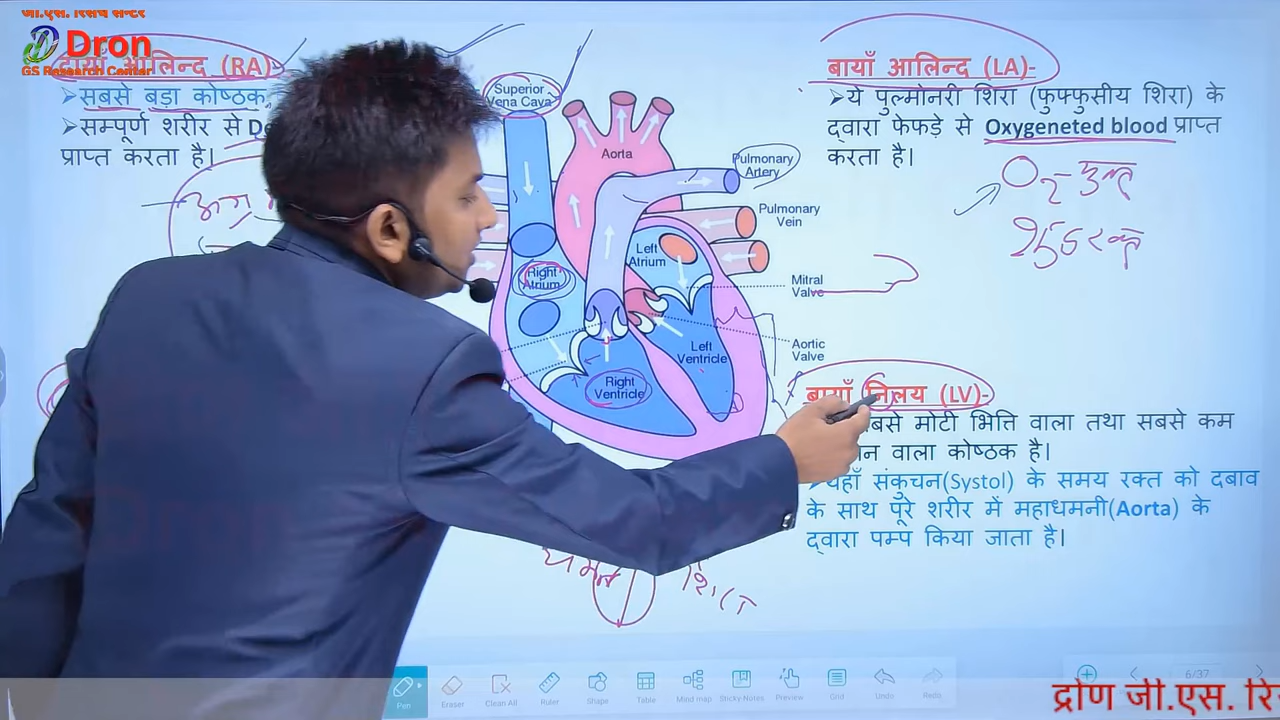 जी.एस. रिसर्च सेन्टर
Dron
GS Research Center
दायाँ आलिन्द (RA)
➢सबसे बड़ा कोष्ठक
➢सम्पूर्ण शरीर से
प्राप्त करता है।
Superior
Vena Cava
Aorta
Pulmonary
Artery
Pulmonary
Vein
Left
Atrium
Right
Atrium
Mitral
Valve
Aortic
Valve
Left
Ventricle
Right
Ventricle
बायाँ आलिन्द (LA)-
➢ये पुल्मोनरी शिरा (फुफ्फुसीय शिरा) के
द्वारा फेफड़े से Oxygeneted blood प्राप्त
करता है।
O2-युक्त
बायाँ निलय (LV)-
मोटी भित्ति वाला तथा सबसे कम
वाला कोष्ठक है।
➢यहाँ संकुचन(Systol) के समय रक्त को दबाव
के साथ पूरे शरीर में महाधमनी(Aorta) के
द्वारा पम्प किया जाता है।
Pen
Eraser
Clean All
Ruler
Shape
Table
Mind map
Sticky Notes
Preview
Grid
Undo
Redo
6/37
द्रोण जी.एस.